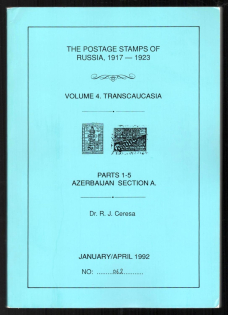 THE POSTAGE STAMPS OF
RUSSIA, 1917 — 1923
VOLUME 4. TRANSCAUCASIA
PARTS 1-5
AZERBAIJAN SECTION A.
Dr. R. J. Ceresa
JANUARY/APRIL 1992
NO: